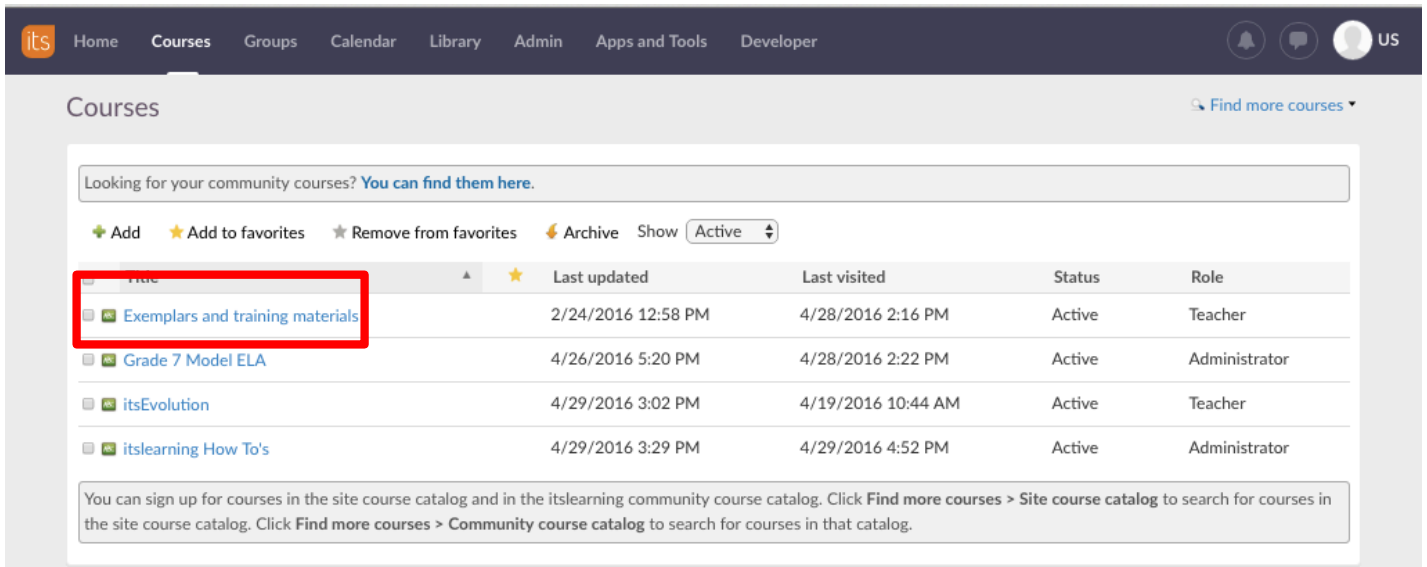 its Home Courses Groups Calendar Library Admin Apps and Tools Developer US
Courses
Find more courses
Looking for your community courses? You can find them here.
Add Add to favorites Remove from favorites Archive Show Active
Title Last updated Last visited Status Role
Exemplars and training materials 2/24/2016 12:58 PM 4/28/2016 2:16 PM Active Teacher
Grade 7 Model ELA 4/26/2016 5:20 PM 4/28/2016 2:22 PM Active Administrator
itsEvolution 4/29/2016 3:02 PM 4/19/2016 10:44 AM Active Teacher
itslearning How To's 4/29/2016 3:29 PM 4/29/2016 4:52 PM Active Administrator
You can sign up for courses in the site course catalog and in the itslearning community course catalog. Click Find more courses > Site course catalog to search for courses in
the site course catalog. Click Find more courses > Community course catalog to search for courses in that catalog.